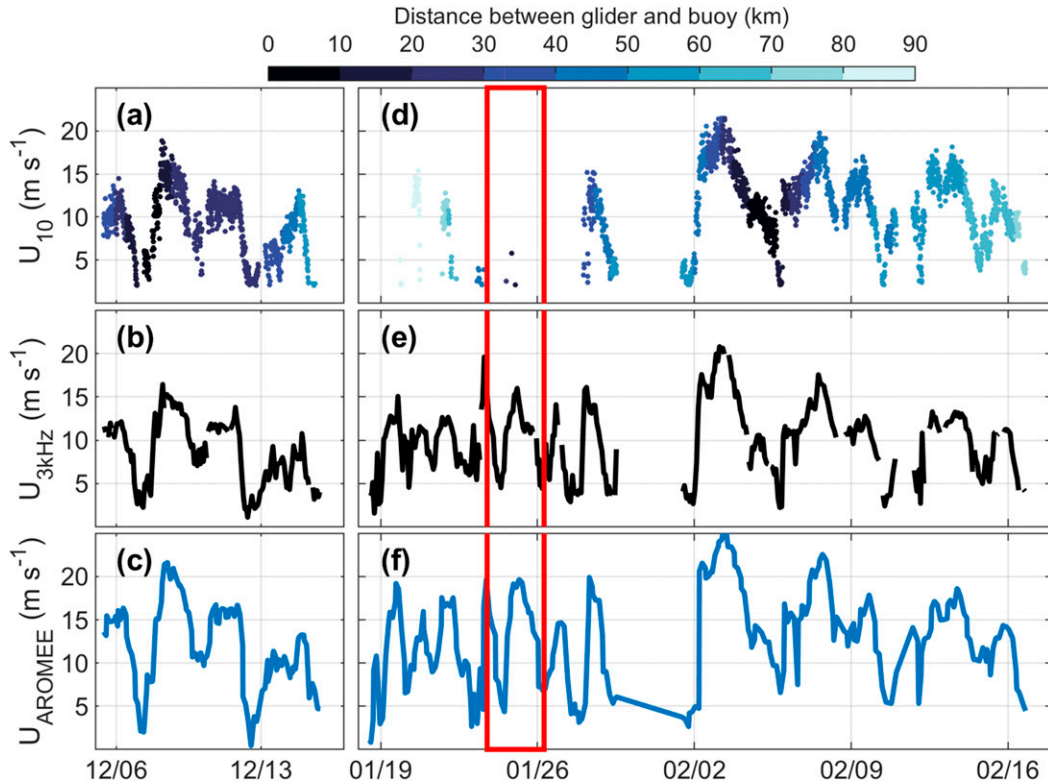 Distance between glider and buoy (km)
0 10 20 30 40 50 60 70 80 90
(a) (d)
U10 (m s-1)
20
15
10
5
(b) (e)
U3kHz (m s-1)
20
15
10
5
(c) (f)
UAROMEE (m s-1)
20
15
10
5
12/06 12/13 01/19 01/26 02/02 02/09 02/16